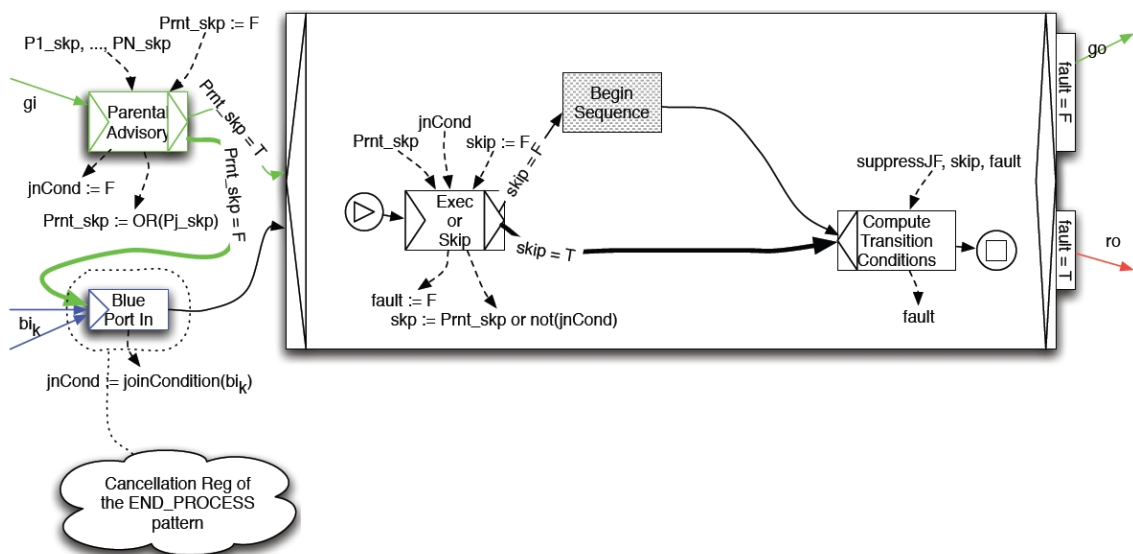 Prnt_skp := F
P1_skp, ..., PN_skp
gi
Parental
Advisory
Prnt_skp = T
Prnt_skp = F
jnCond := F
Prnt_skp := OR(Pj_skp)
Blue
Port In
bik
jnCond := joinCondition(bik)
Cancellation Reg of
the END_PROCESS
pattern
Begin
Sequence
jnCond
Prnt_skp
skip := F
skip = F
Exec
or
Skip
skip = T
fault := F
skp := Prnt_skp or not(jnCond)
suppressJF, skip, fault
Compute
Transition
Conditions
fault
fault = F
go
fault = T
ro